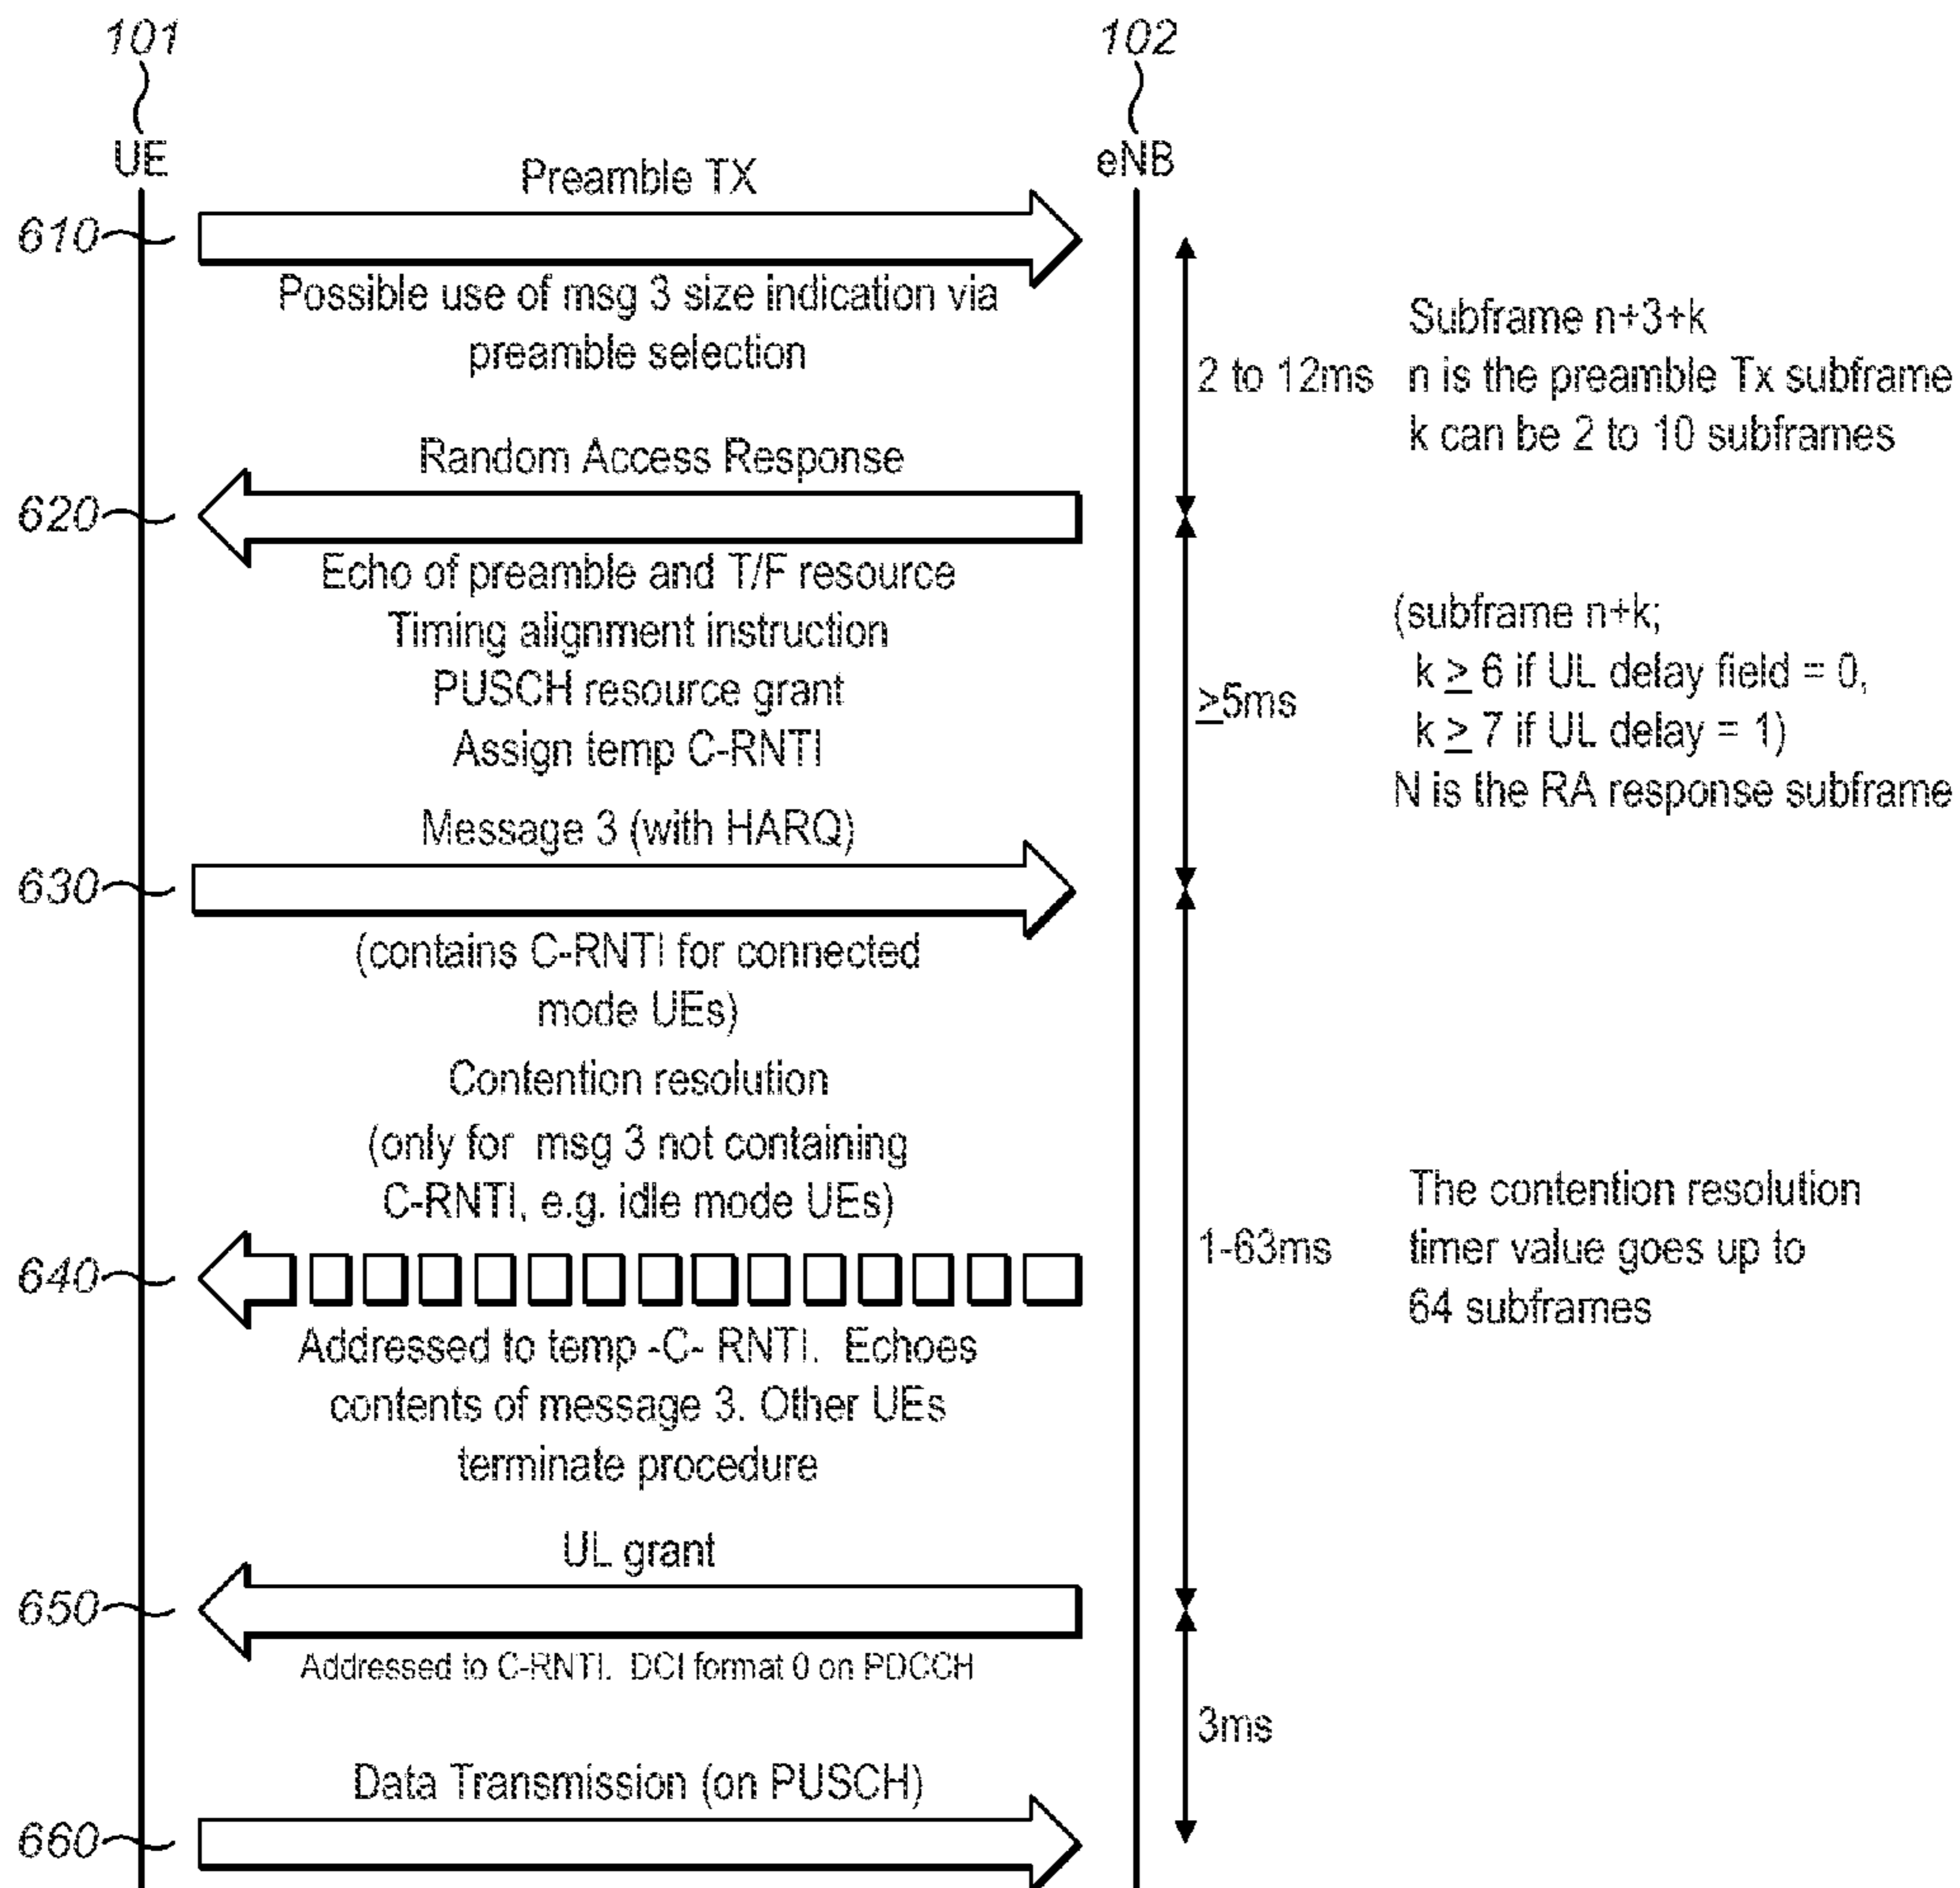 101
102
UE
eNB
Preamble TX
610
Possible use of msg 3 size indication via
preamble selection
2 to 12ms
Subframe n+3+k
n is the preamble Tx subframe
k can be 2 to 10 subframes
Random Access Response
620
Echo of preamble and T/F resource
Timing alignment instruction
PUSCH resource grant
Assign temp C-RNTI
≥5ms
(subframe n+k;
k ≥ 6 if UL delay field = 0,
k ≥ 7 if UL delay = 1)
N is the RA response subframe
Message 3 (with HARQ)
630
(contains C-RNTI for connected
mode UEs)
Contention resolution
(only for msg 3 not containing
C-RNTI, e.g. idle mode UEs)
640
1-63ms
The contention resolution
timer value goes up to
64 subframes
Addressed to temp -C- RNTI. Echoes
contents of message 3. Other UEs
terminate procedure
UL grant
650
Addressed to C-RNTI. DCI format 0 on PDCCH
3ms
Data Transmission (on PUSCH)
660